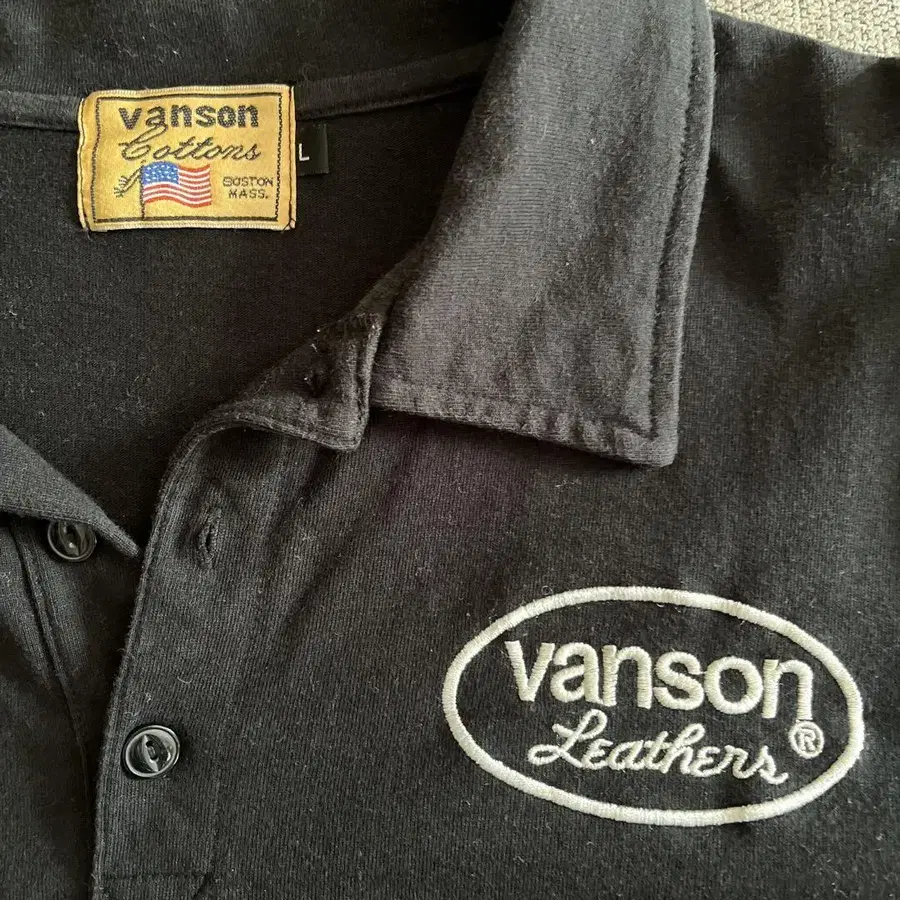 vanson
Cottons
BOSTON
MASS.
L
vanson
Leathers ®